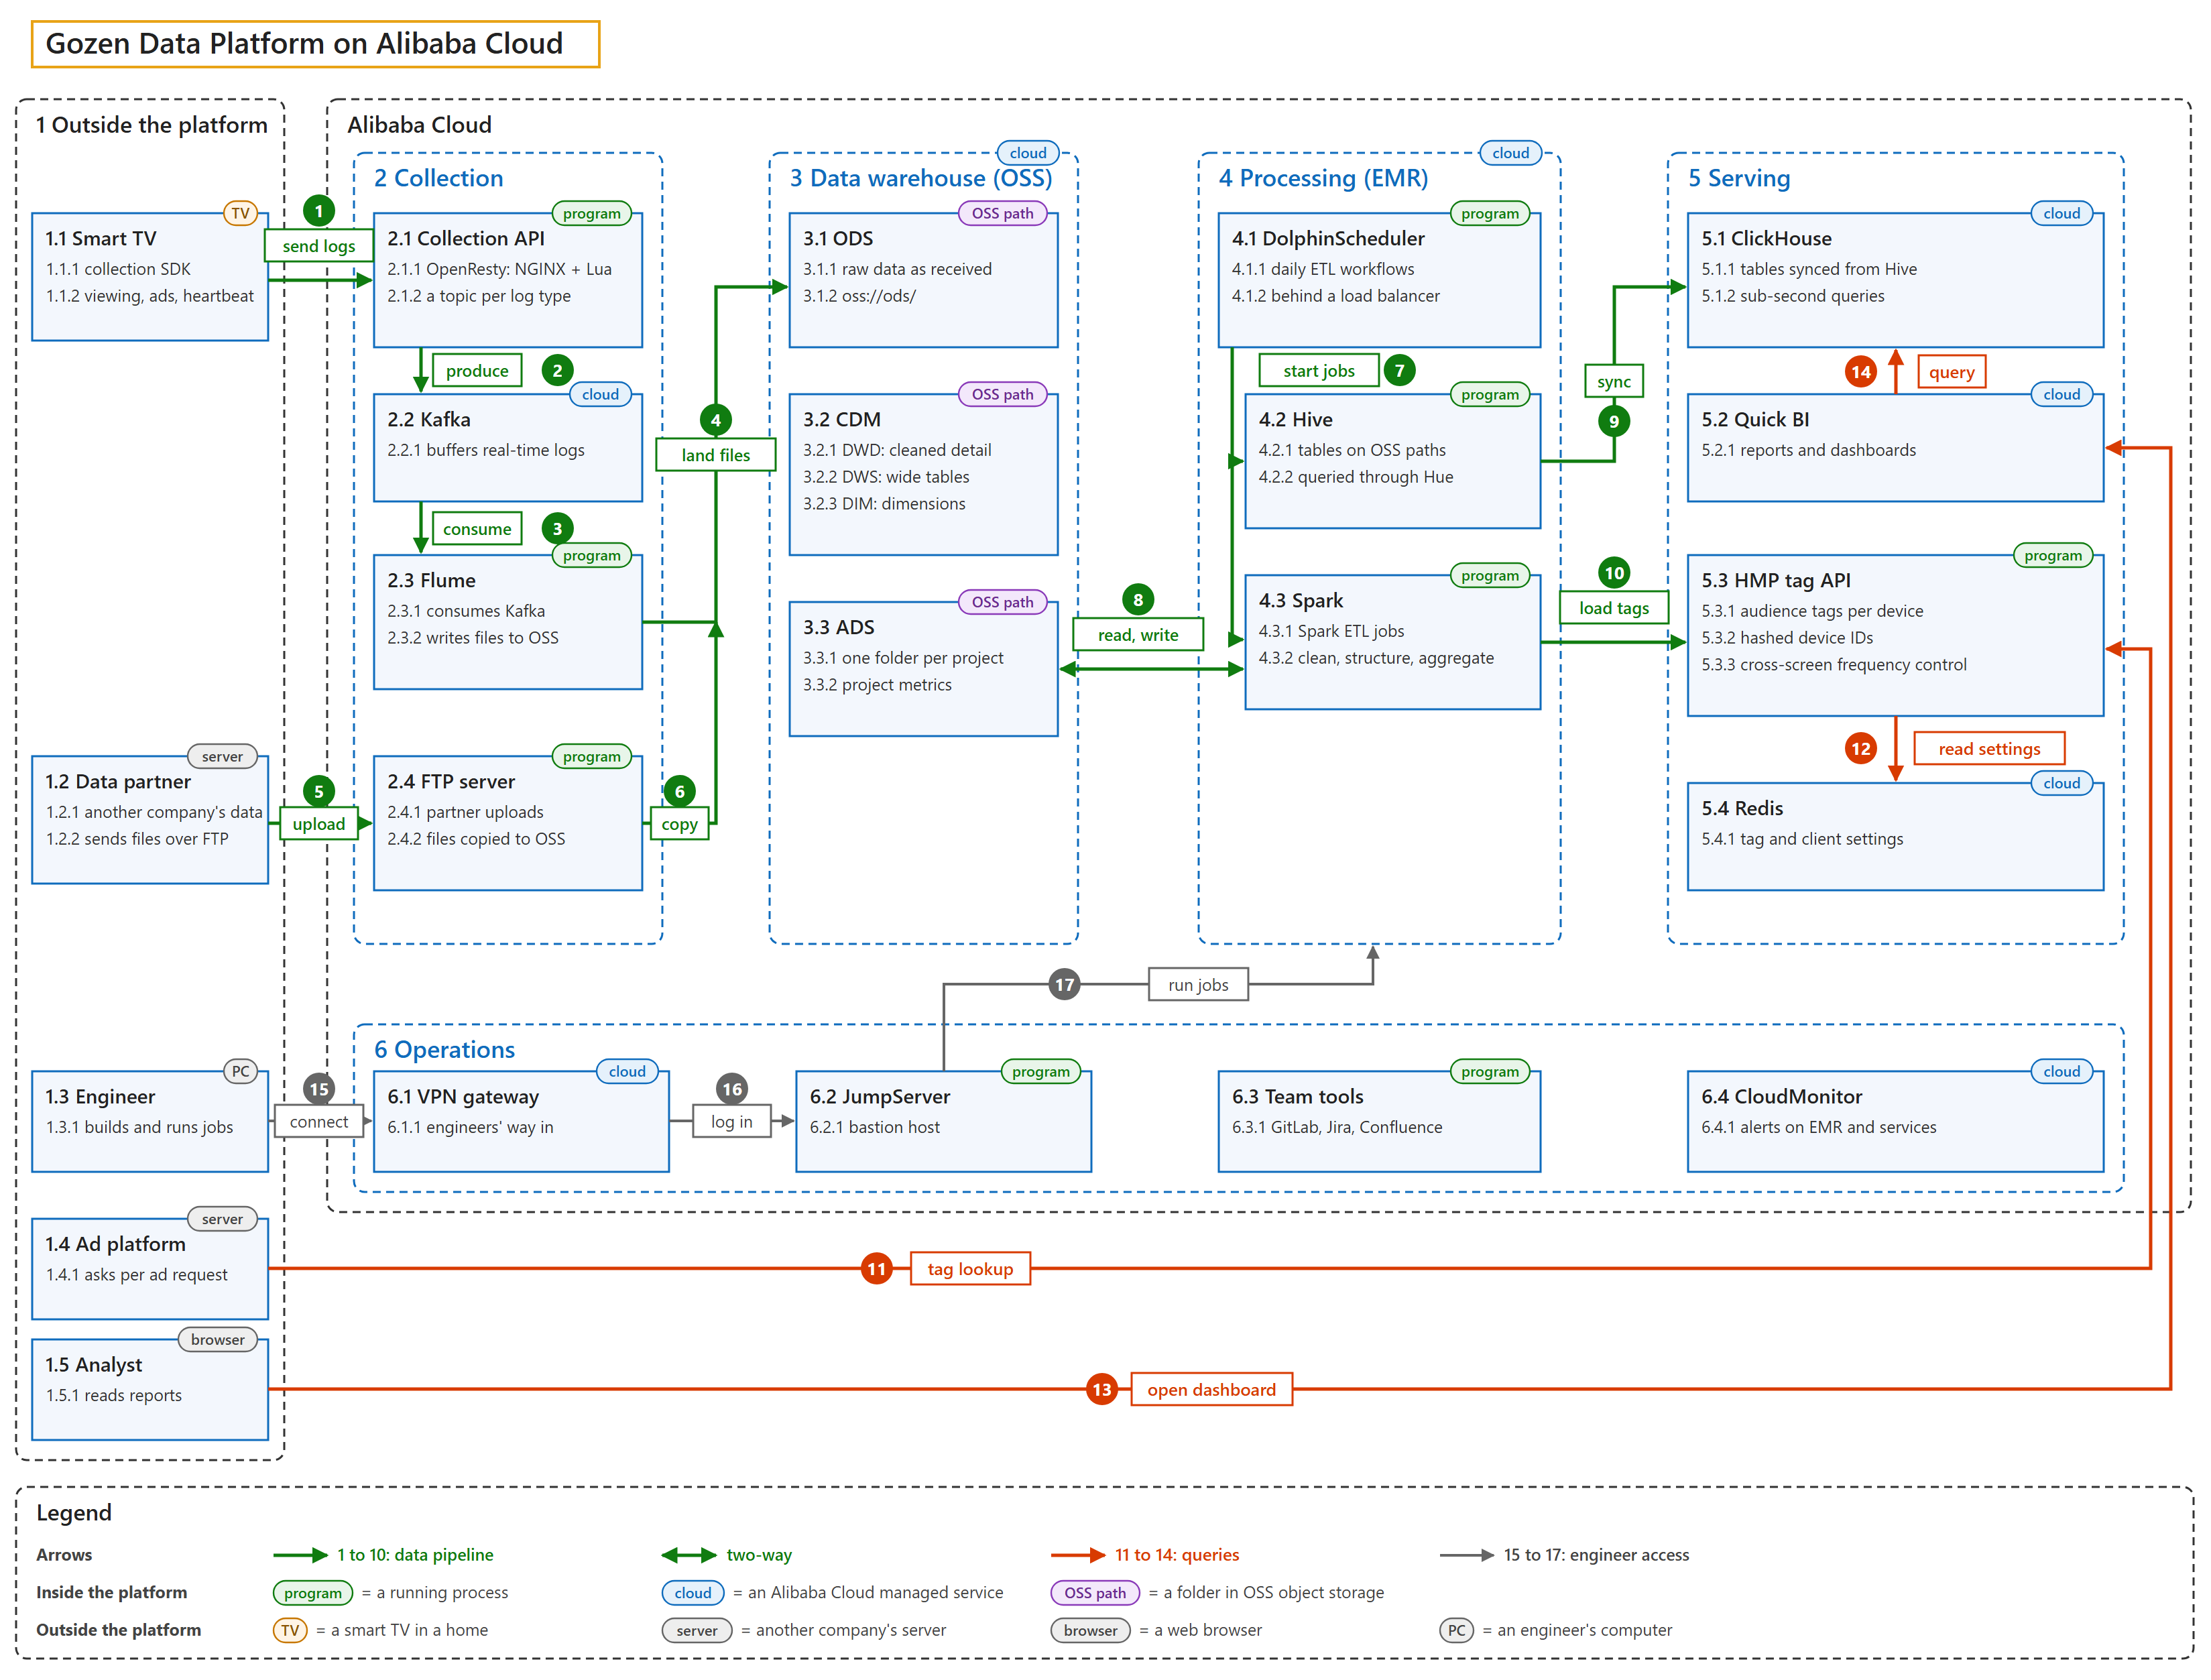 Gozen Data Platform on Alibaba Cloud
1 Outside the platform
Alibaba Cloud
TV
1.1 Smart TV
1.1.1 collection SDK
1.1.2 viewing, ads, heartbeat
1
send logs
2 Collection
program
2.1 Collection API
2.1.1 OpenResty: NGINX + Lua
2.1.2 a topic per log type
produce
2
cloud
2.2 Kafka
2.2.1 buffers real-time logs
consume
3
program
2.3 Flume
2.3.1 consumes Kafka
2.3.2 writes files to OSS
4
land files
server
1.2 Data partner
1.2.1 another company's data
1.2.2 sends files over FTP
5
upload
program
2.4 FTP server
2.4.1 partner uploads
2.4.2 files copied to OSS
6
copy
cloud
3 Data warehouse (OSS)
OSS path
3.1 ODS
3.1.1 raw data as received
3.1.2 oss://ods/
OSS path
3.2 CDM
3.2.1 DWD: cleaned detail
3.2.2 DWS: wide tables
3.2.3 DIM: dimensions
OSS path
3.3 ADS
3.3.1 one folder per project
3.3.2 project metrics
8
read, write
cloud
4 Processing (EMR)
program
4.1 DolphinScheduler
4.1.1 daily ETL workflows
4.1.2 behind a load balancer
start jobs
7
program
4.2 Hive
4.2.1 tables on OSS paths
4.2.2 queried through Hue
program
4.3 Spark
4.3.1 Spark ETL jobs
4.3.2 clean, structure, aggregate
sync
9
10
load tags
5 Serving
cloud
5.1 ClickHouse
5.1.1 tables synced from Hive
5.1.2 sub-second queries
14
query
cloud
5.2 Quick BI
5.2.1 reports and dashboards
program
5.3 HMP tag API
5.3.1 audience tags per device
5.3.2 hashed device IDs
5.3.3 cross-screen frequency control
12
read settings
cloud
5.4 Redis
5.4.1 tag and client settings
17
run jobs
6 Operations
PC
1.3 Engineer
1.3.1 builds and runs jobs
15
connect
cloud
6.1 VPN gateway
6.1.1 engineers' way in
16
log in
program
6.2 JumpServer
6.2.1 bastion host
program
6.3 Team tools
6.3.1 GitLab, Jira, Confluence
cloud
6.4 CloudMonitor
6.4.1 alerts on EMR and services
server
1.4 Ad platform
1.4.1 asks per ad request
11
tag lookup
browser
1.5 Analyst
1.5.1 reads reports
13
open dashboard
Legend
Arrows
1 to 10: data pipeline
two-way
11 to 14: queries
15 to 17: engineer access
Inside the platform
program = a running process
cloud = an Alibaba Cloud managed service
OSS path = a folder in OSS object storage
Outside the platform
TV = a smart TV in a home
server = another company's server
browser = a web browser
PC = an engineer's computer